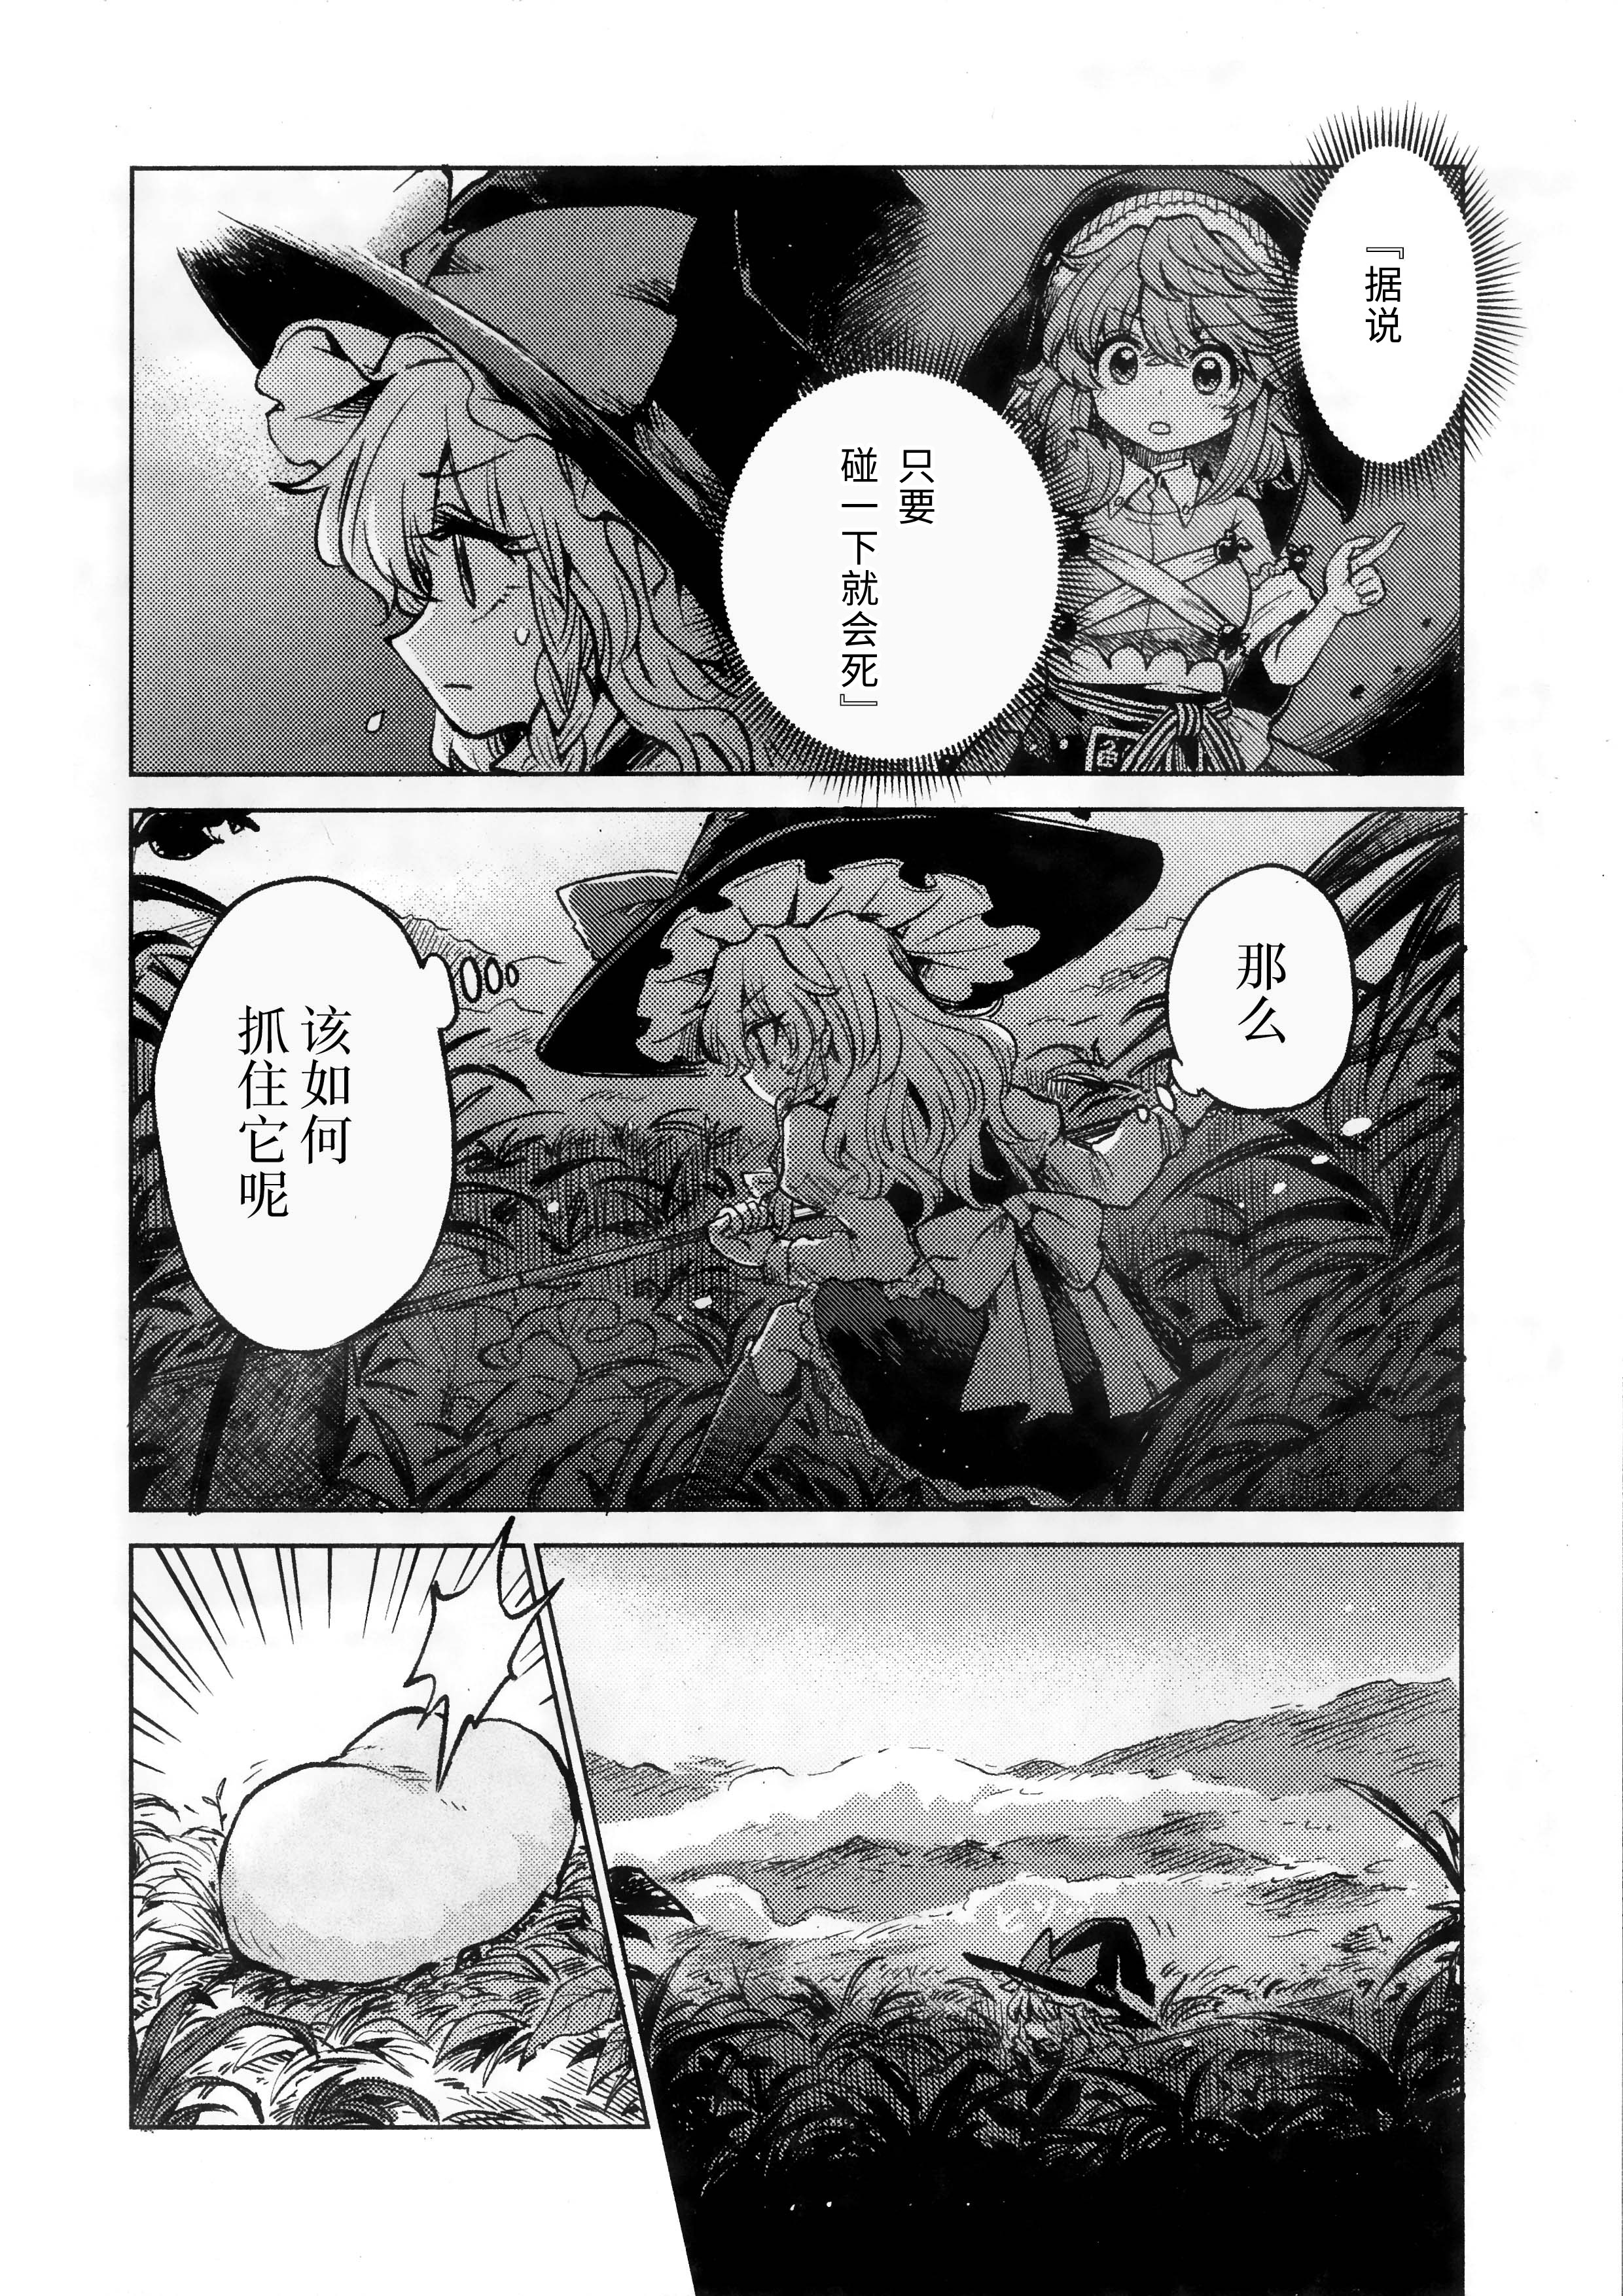 『据说
只要
碰一下就会死』
那么
该如何
抓住它呢